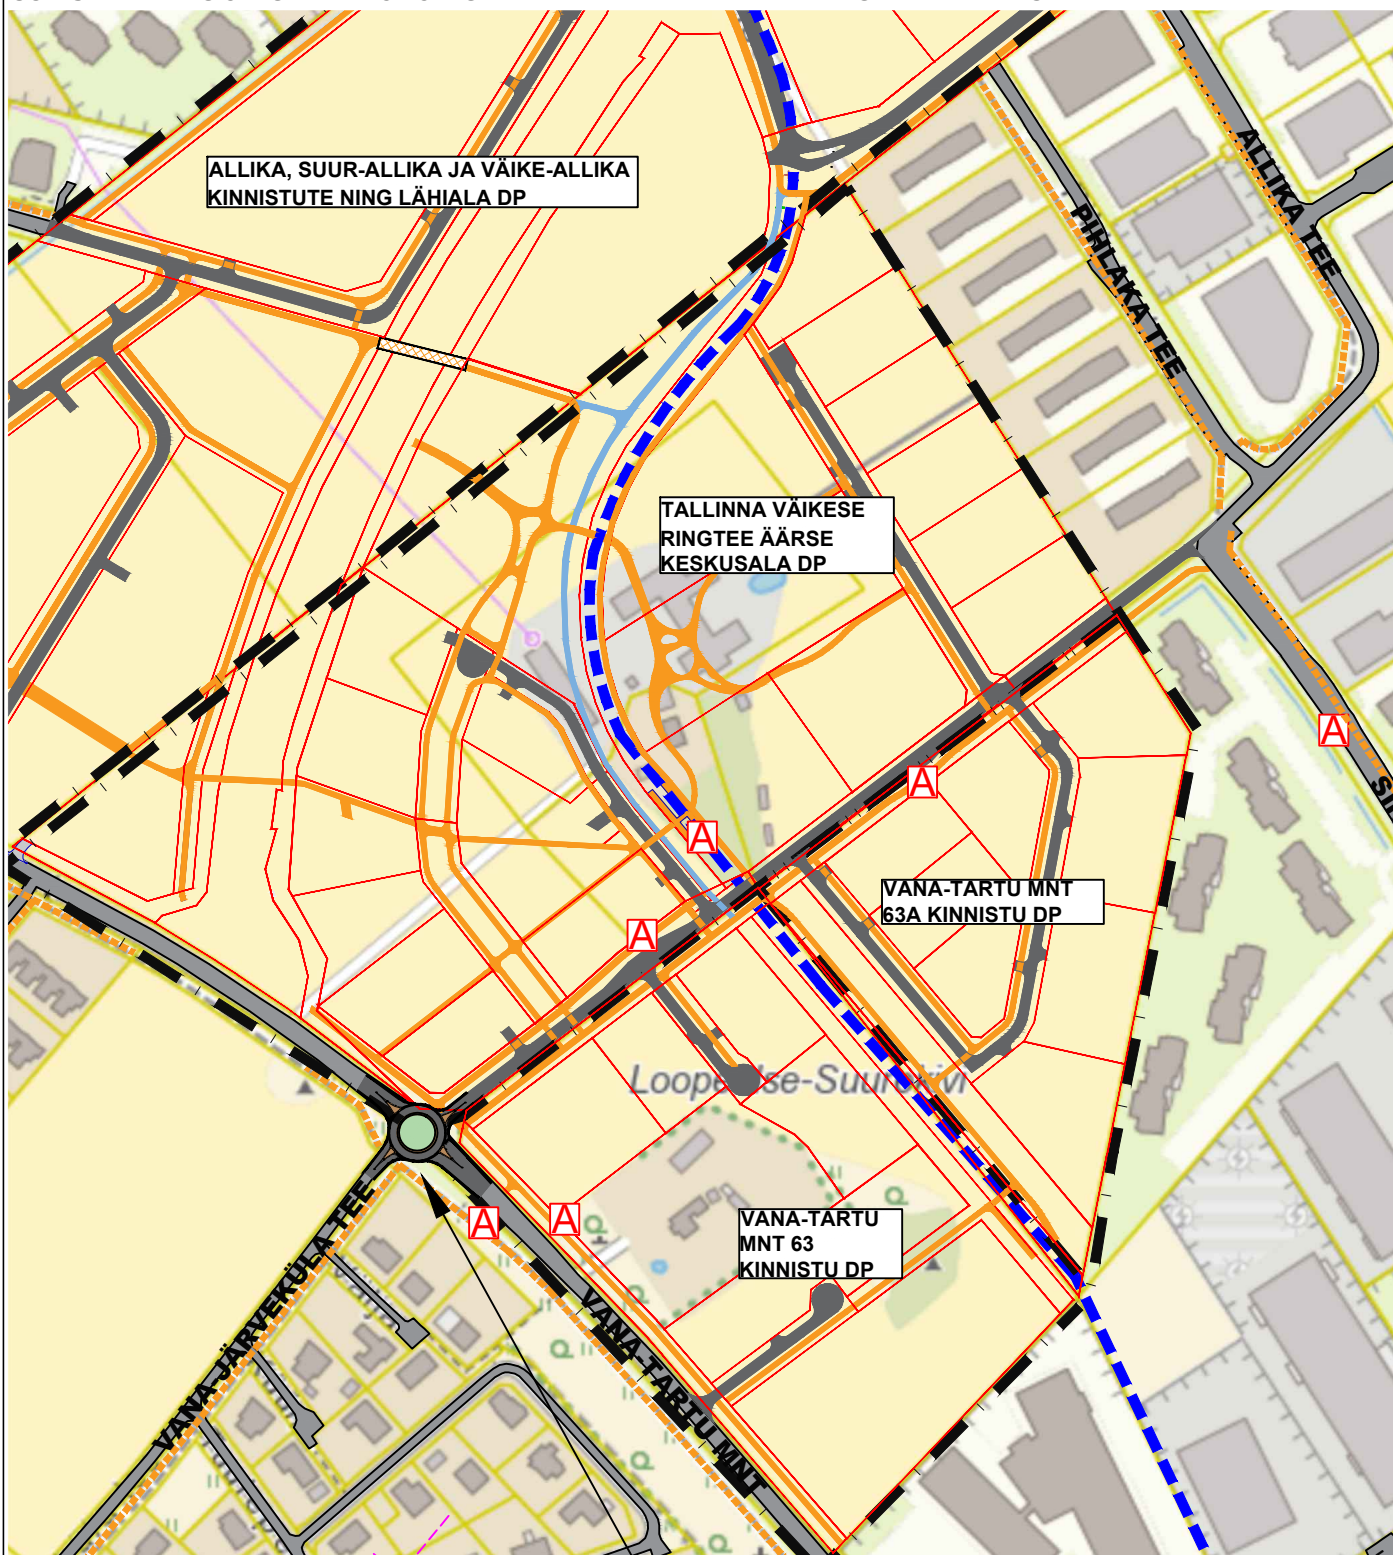 ALLIKA, SUUR-ALLIKA JA VÄIKE-ALLIKA
KINNISTUTE NING LÄHIALA DP
ALLIKA TEE
PIHLAKA TEE
TALLINNA VÄIKESE
RINGTEE ÄÄRSE
KESKUSALA DP
A
A
A
A
VANA-TARTU MNT
63A KINNISTU DP
A
A
VANA-TARTU
MNT 63
KINNISTU DP
VANA-JÄRVEKÜLA TEE
VANA-TARTU MNT